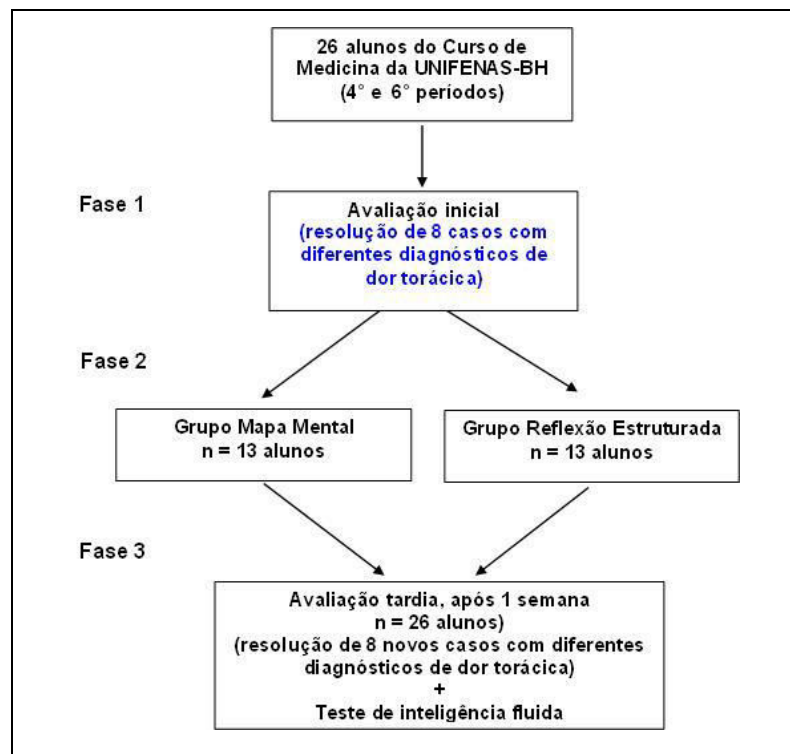 26 alunos do Curso de
Medicina da UNIFENAS-BH
(4° e 6° períodos)
Fase 1
Avaliação inicial
(resolução de 8 casos com
diferentes diagnósticos de
dor torácica)
Fase 2
Grupo Mapa Mental
n = 13 alunos
Grupo Reflexão Estruturada
n = 13 alunos
Fase 3
Avaliação tardia, após 1 semana
n = 26 alunos)
(resolução de 8 novos casos com diferentes
diagnósticos de dor torácica)
+
Teste de inteligência fluida